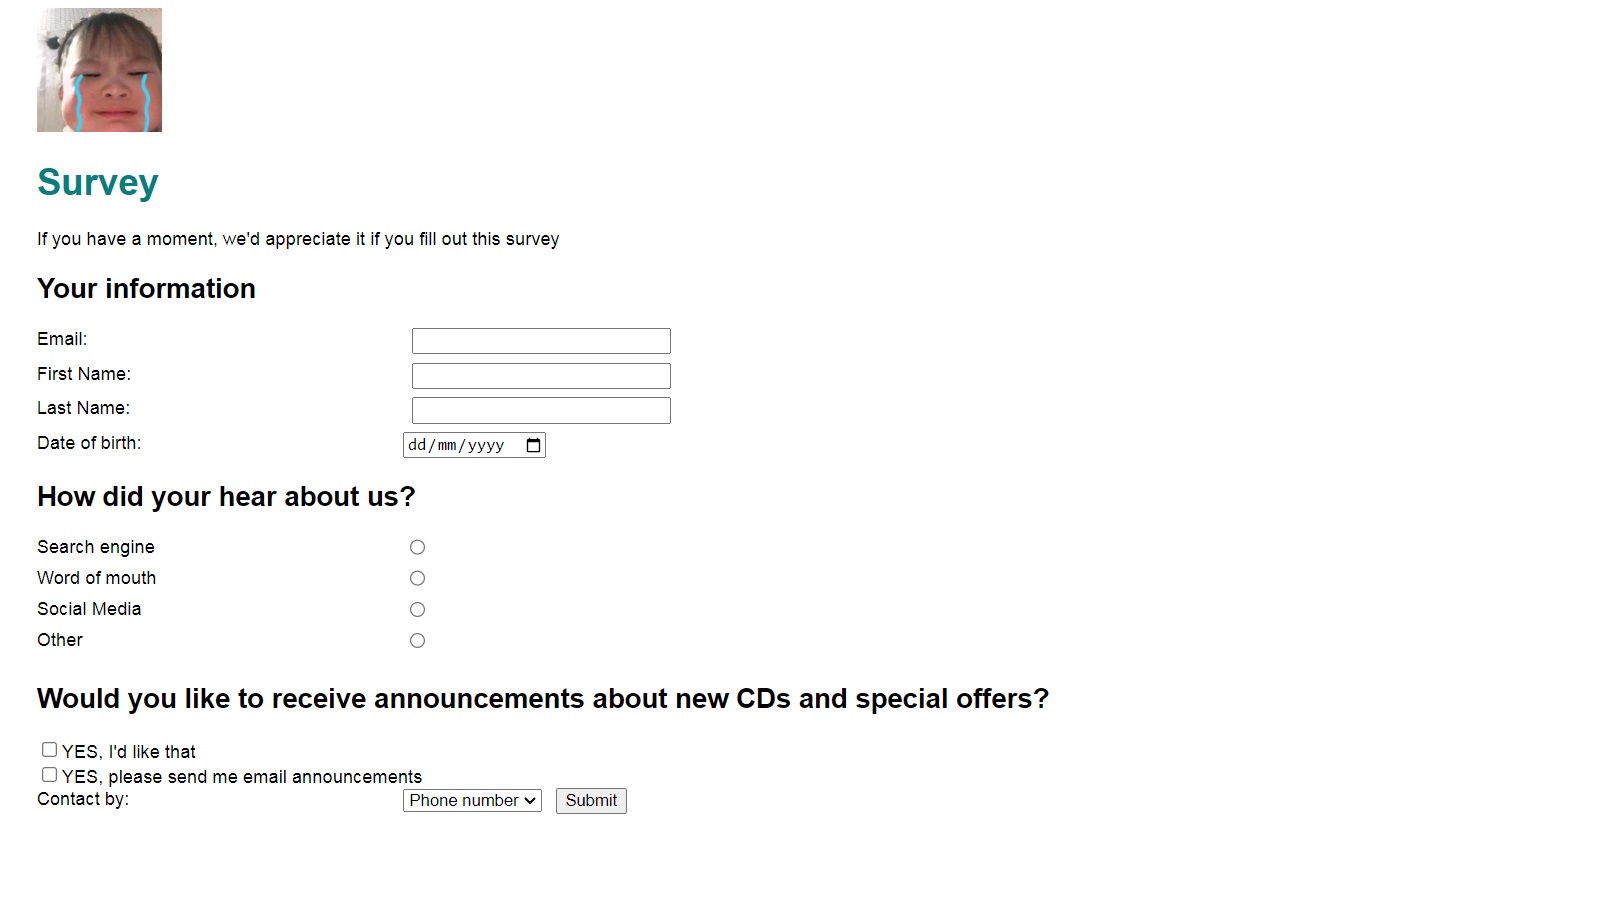 Survey
If you have a moment, we'd appreciate it if you fill out this survey
Your information
Email:
First Name:
Last Name:
Date of birth: dd/mm/yyyy
How did your hear about us?
Search engine
Word of mouth
Social Media
Other
Would you like to receive announcements about new CDs and special offers?
YES, I'd like that
YES, please send me email announcements
Contact by: Phone number Submit